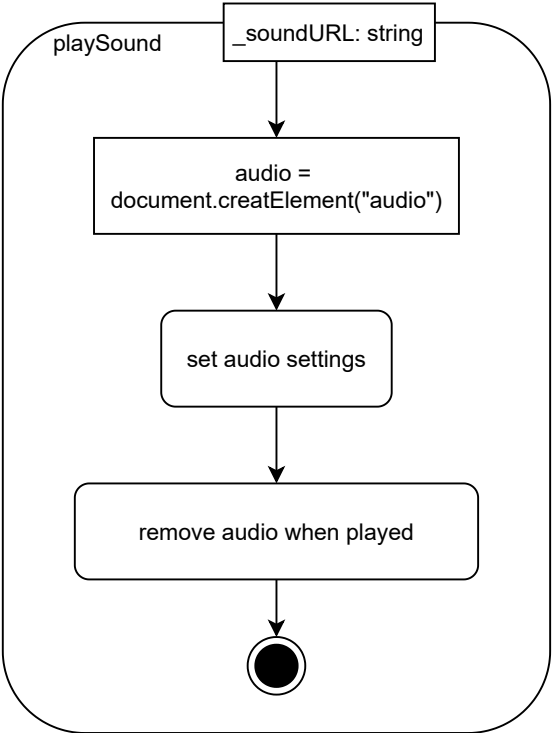 _soundURL: string
playSound
audio =
document.creatElement("audio")
set audio settings
remove audio when played